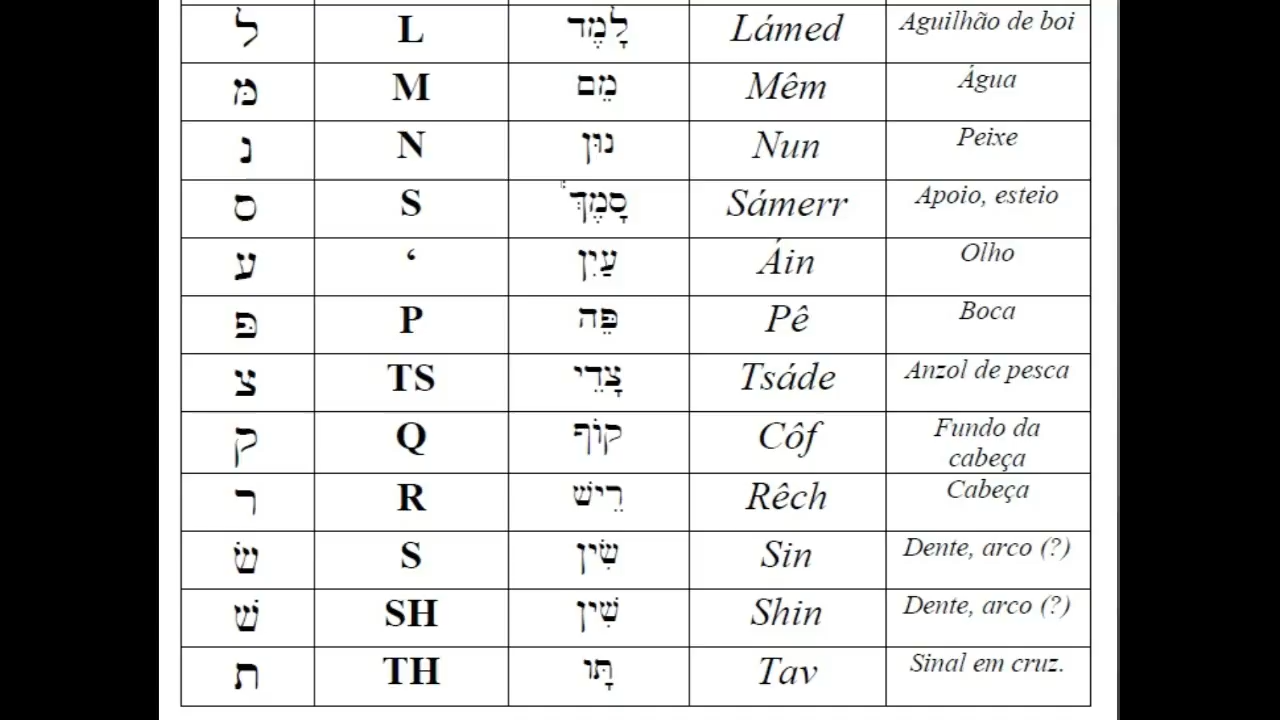 ל L לָמֶד Lámed Aguilhão de boi
מּ M מֵם Mêm Água
נ N נוּן Nun Peixe
ס S סָמֶךְ Sámerr Apoio, esteio
ע ʻ עַיִן Áin Olho
פּ P פֵּה Pê Boca
צ TS צָדֵי Tsáde Anzol de pesca
ק Q קוֹף Côf Fundo da
cabeça
ר R רֵישׁ Rêch Cabeça
שׂ S שִׂין Sin Dente, arco (?)
שׁ SH שִׁין Shin Dente, arco (?)
ת TH תָּו Tav Sinal em cruz.